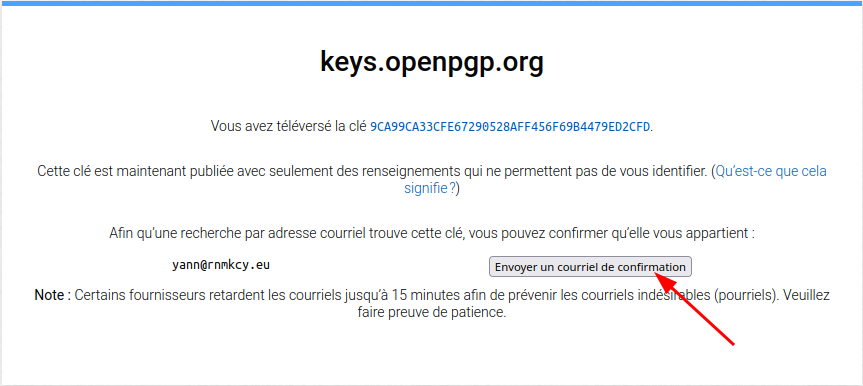 keys.openpgp.org
Vous avez téléversé la clé 9CA99CA33CFE67290528AFF456F69B4479ED2CFD.
Cette clé est maintenant publiée avec seulement des renseignements qui ne permettent pas de vous identifier. (Qu’est-ce que cela
signifie ?)
Afin qu’une recherche par adresse courriel trouve cette clé, vous pouvez confirmer qu’elle vous appartient :
yann@rnmkcy.eu Envoyer un courriel de confirmation
Note : Certains fournisseurs retardent les courriels jusqu’à 15 minutes afin de prévenir les courriels indésirables (pourriels). Veuillez
faire preuve de patience.